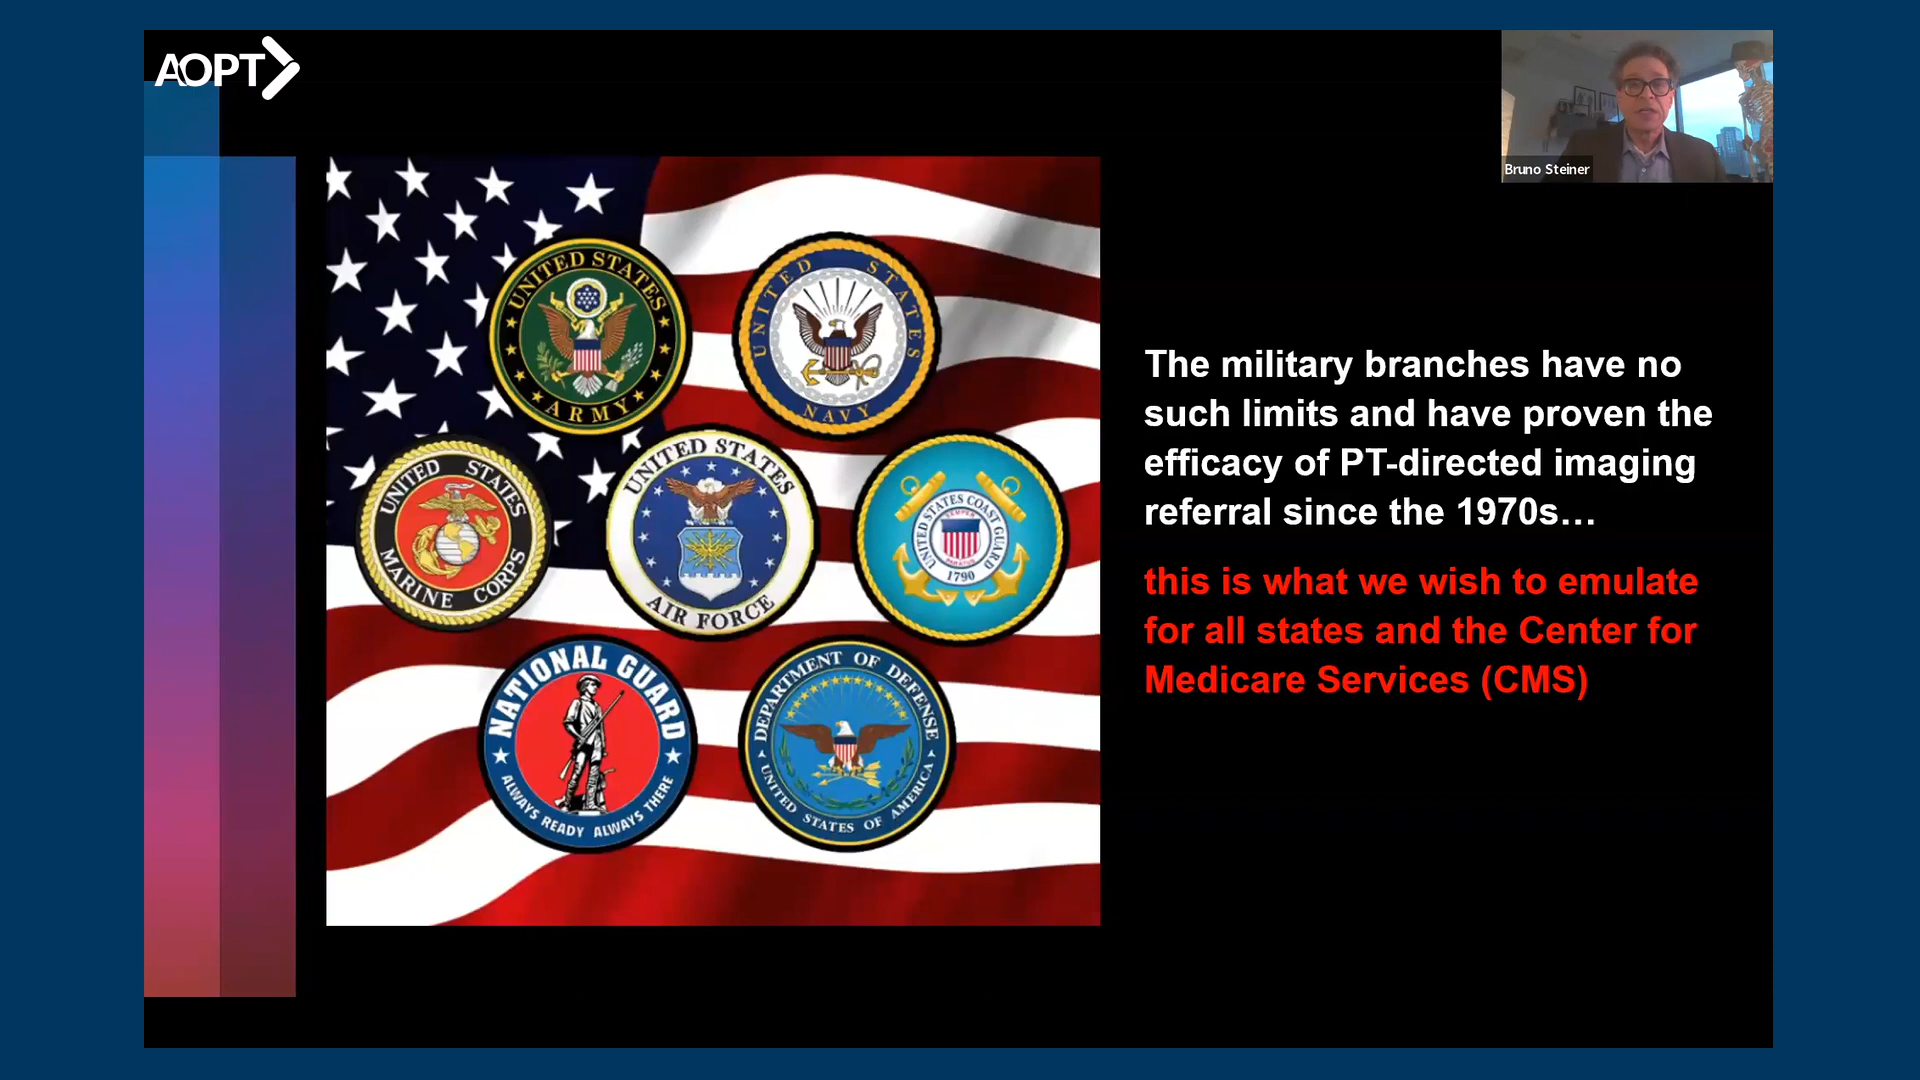 AOPT
Bruno Steiner
UNITED STATES
ARMY
UNITED STATES
NAVY
UNITED STATES
MARINE CORPS
UNITED STATES
AIR FORCE
UNITED STATES COAST GUARD
SEMPER
PARATUS
1790
NATIONAL GUARD
ALWAYS READY ALWAYS THERE
DEPARTMENT OF DEFENSE
UNITED STATES OF AMERICA
The military branches have no
such limits and have proven the
efficacy of PT-directed imaging
referral since the 1970s…
this is what we wish to emulate
for all states and the Center for
Medicare Services (CMS)